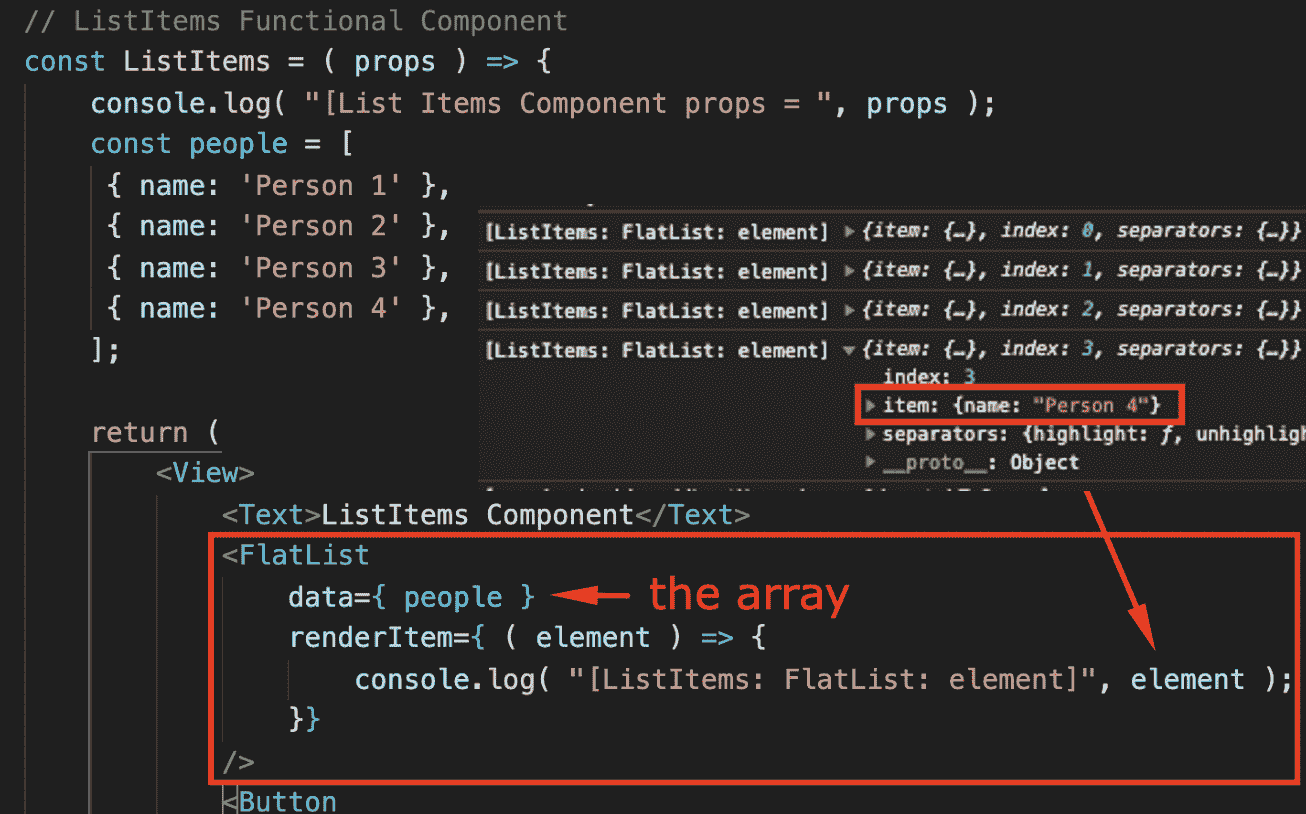 // ListItems Functional Component
const ListItems = ( props ) => {
console.log( "[List Items Component props = ", props );
const people = [
{ name: 'Person 1' },
{ name: 'Person 2' },
{ name: 'Person 3' },
{ name: 'Person 4' },
];
[ListItems: FlatList: element] ▶{item: {…}, index: 0, separators: {…}}
[ListItems: FlatList: element] ▶{item: {…}, index: 1, separators: {…}}
[ListItems: FlatList: element] ▶{item: {…}, index: 2, separators: {…}}
[ListItems: FlatList: element] ▼{item: {…}, index: 3, separators: {…}}
index: 3
▶item: {name: "Person 4"}
▶separators: {highlight: ƒ, unhighligh
▶__proto__: Object
return (
<View>
<Text>ListItems Component</Text>
<FlatList
data={ people } the array
renderItem={ ( element ) => {
console.log( "[ListItems: FlatList: element]", element );
}}
/>
<Button